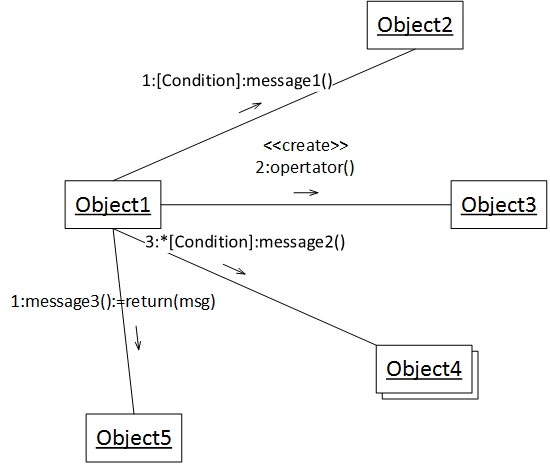 Object2
1:[Condition]:message1()
<<create>>
2:opertator()
Object1
Object3
3:*[Condition]:message2()
1:message3():=return(msg)
Object4
Object5